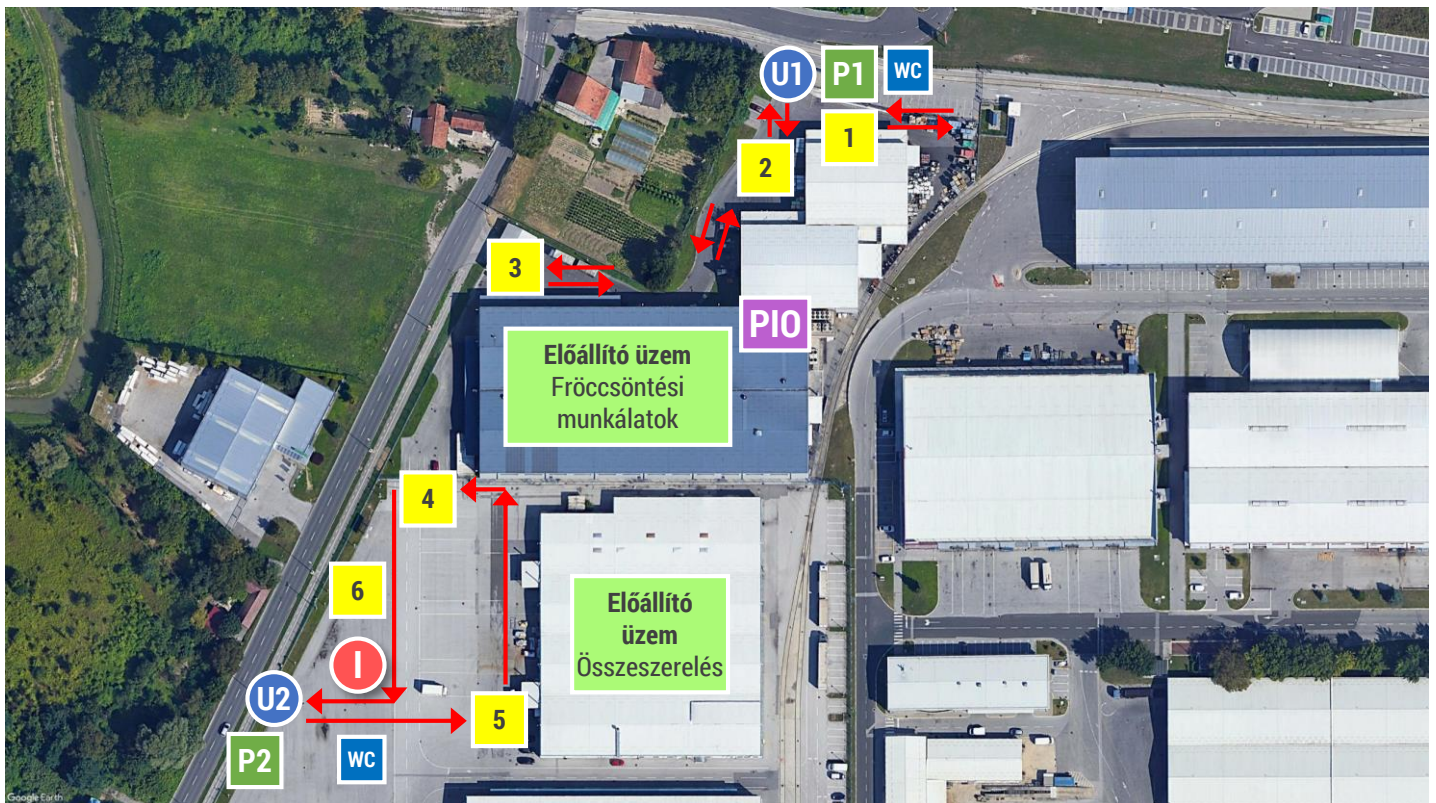 U1
P1
WC
1
2
3
PIO
Előállító üzem
Fröccsöntési
munkálatok
4
6
Előállító
üzem
Összeszerelés
I
U2
5
P2
WC
Google Earth